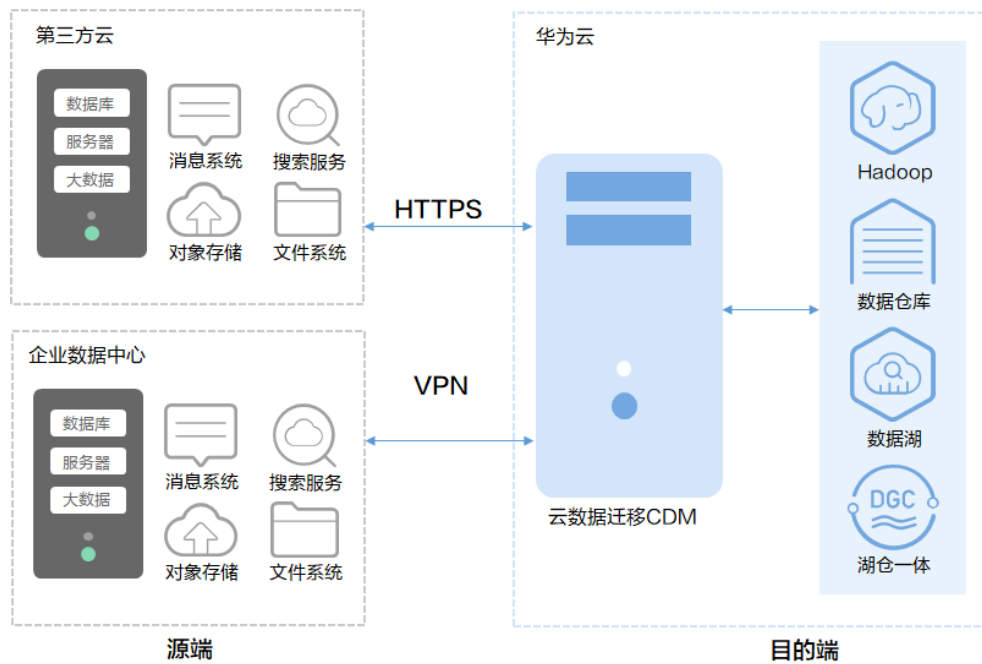 第三方云
数据库
服务器
大数据
消息系统
搜索服务
对象存储
文件系统
企业数据中心
数据库
服务器
大数据
消息系统
搜索服务
对象存储
文件系统
源端
HTTPS
VPN
华为云
云数据迁移CDM
Hadoop
数据仓库
数据湖
DGC
湖仓一体
目的端